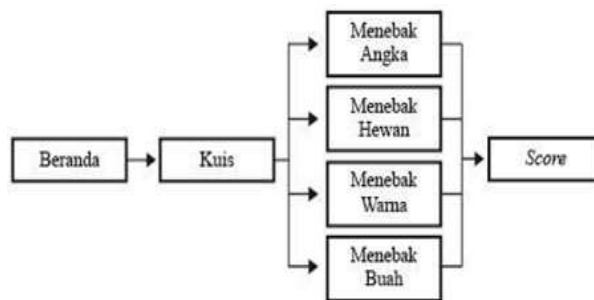 Beranda
Kuis
Menebak
Angka
Menebak
Hewan
Menebak
Warna
Menebak
Buah
Score